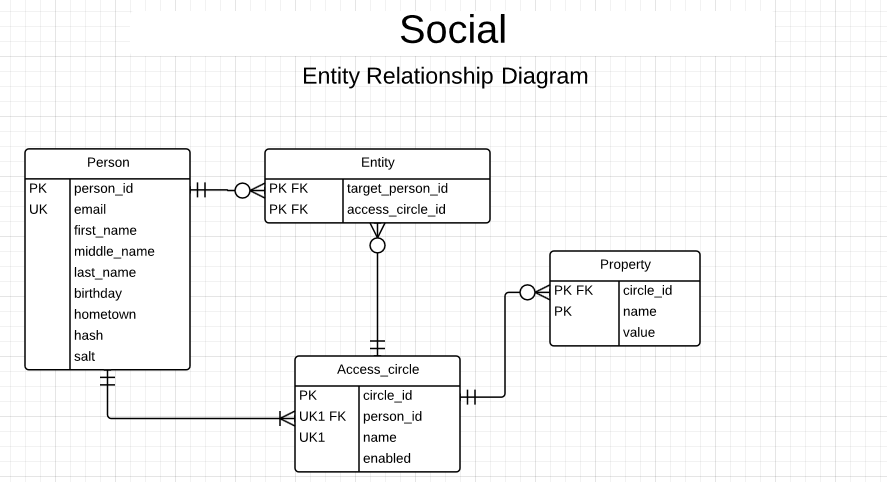 Social
Entity Relationship Diagram
Person
PK person_id
UK email
first_name
middle_name
last_name
birthday
hometown
hash
salt
Entity
PK FK target_person_id
PK FK access_circle_id
Property
PK FK circle_id
PK name
value
Access_circle
PK circle_id
UK1 FK person_id
UK1 name
enabled